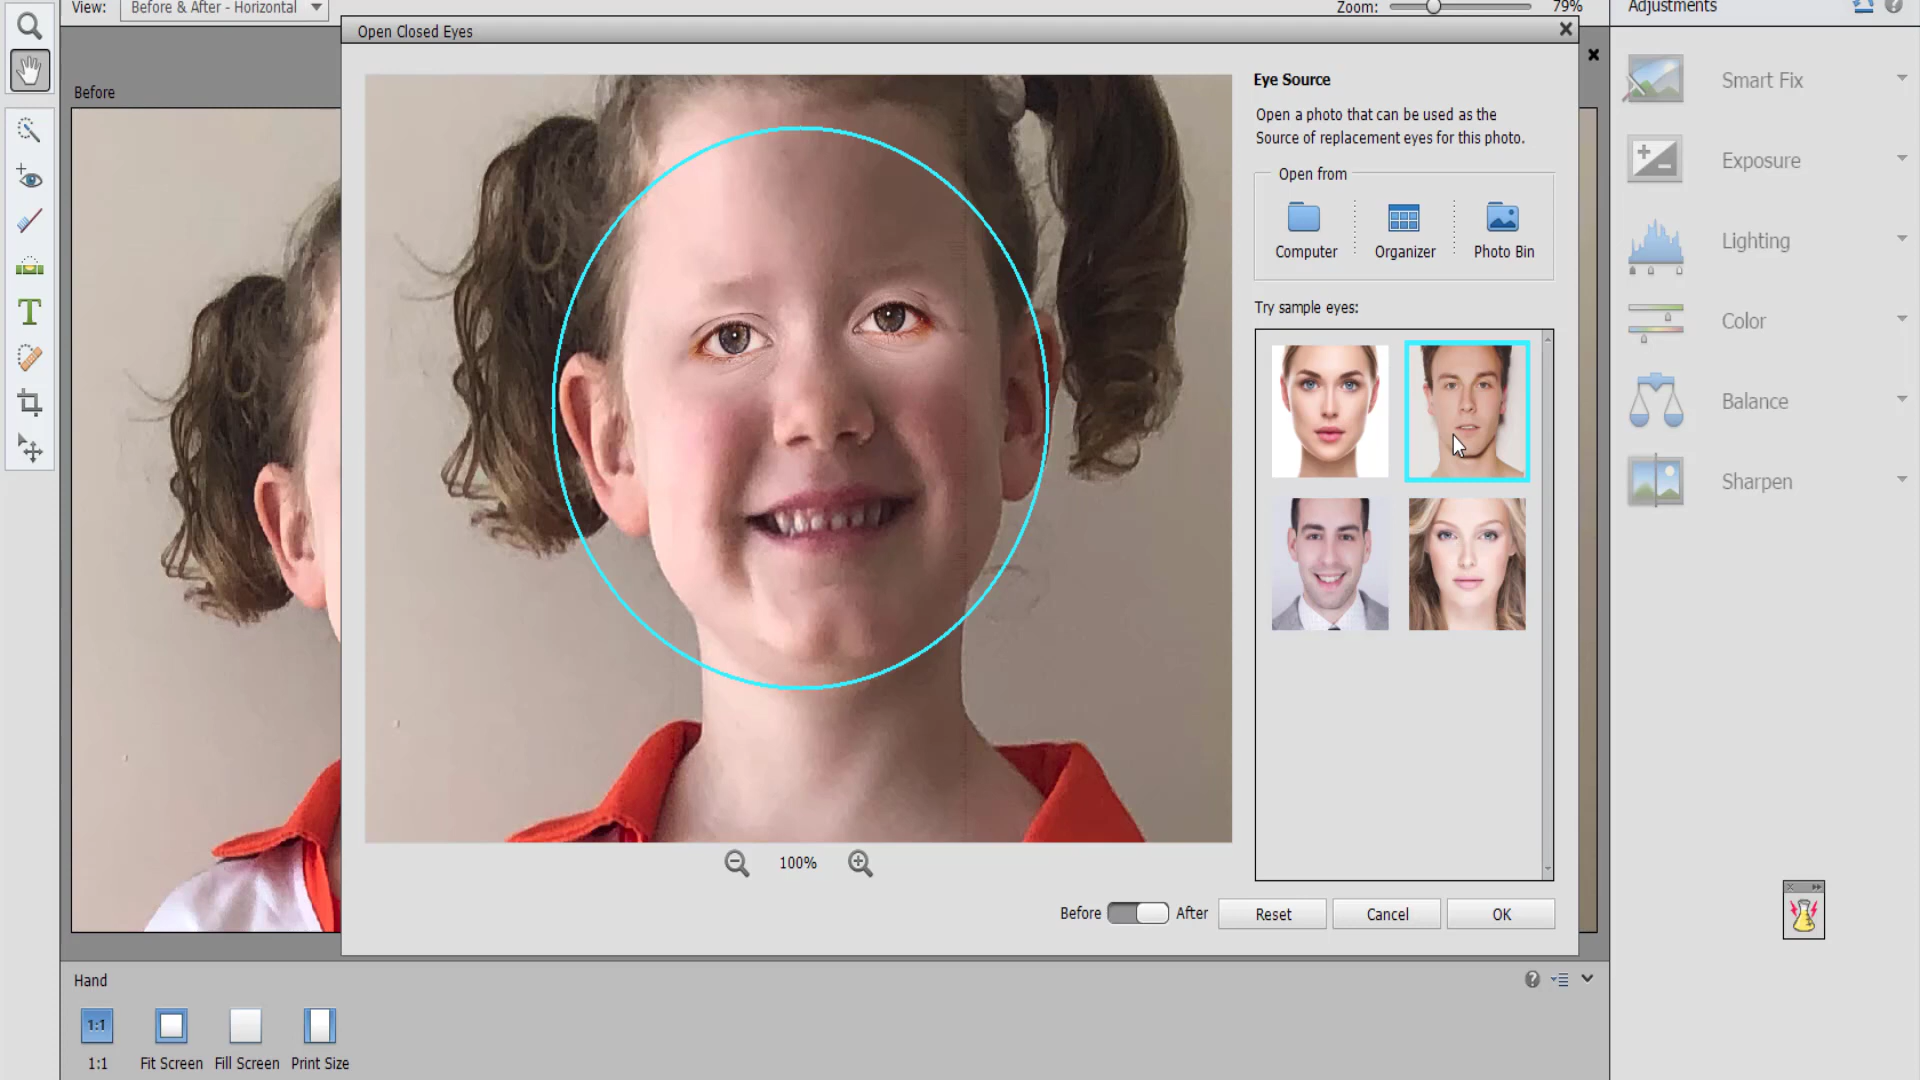 View:
Before & After - Horizontal
Zoom:
79%
Adjustments
Open Closed Eyes
Before
Eye Source
Open a photo that can be used as the
Source of replacement eyes for this photo.
Open from
Computer
Organizer
Photo Bin
Try sample eyes:
Smart Fix
Exposure
Lighting
Color
Balance
Sharpen
T
100%
Before
After
Reset
Cancel
OK
Hand
1:1
1:1
Fit Screen
Fill Screen
Print Size